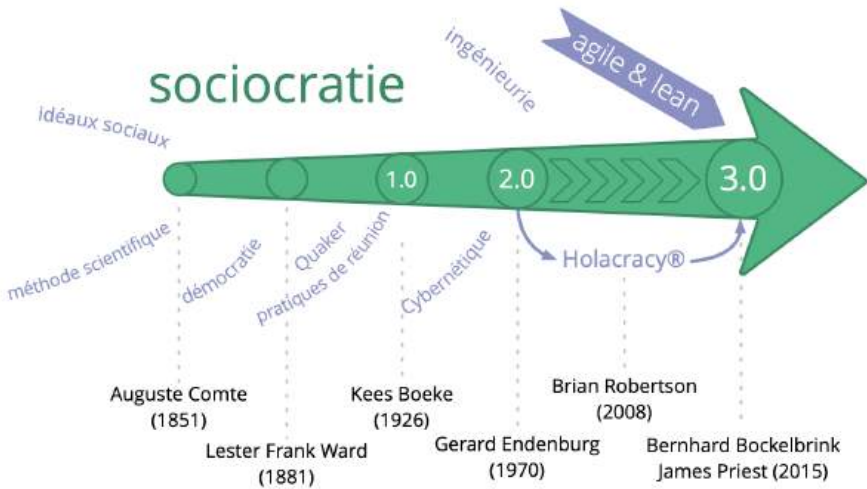 sociocratie
ingénieurie
agile & lean
idéaux sociaux
1.0
2.0
3.0
méthode scientifique
démocratie
Quaker
pratiques de réunion
Cybernétique
Holacracy®
Auguste Comte
(1851)
Lester Frank Ward
(1881)
Kees Boeke
(1926)
Gerard Endenburg
(1970)
Brian Robertson
(2008)
Bernhard Bockelbrink
James Priest (2015)